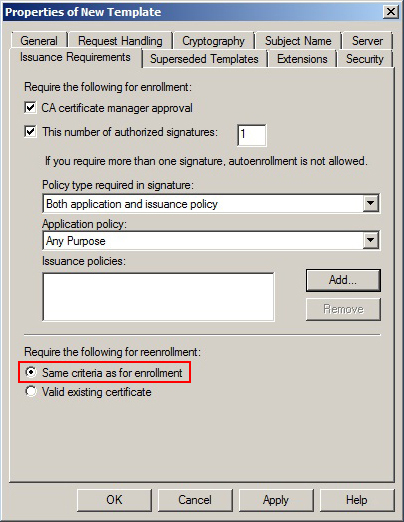 Properties of New Template
General Request Handling Cryptography Subject Name Server
Issuance Requirements Superseded Templates Extensions Security
Require the following for enrollment:
CA certificate manager approval
This number of authorized signatures: 1
If you require more than one signature, autoenrollment is not allowed.
Policy type required in signature:
Both application and issuance policy
Application policy:
Any Purpose
Issuance policies:
Add...
Remove
Require the following for reenrollment:
Same criteria as for enrollment
Valid existing certificate
OK Cancel Apply Help